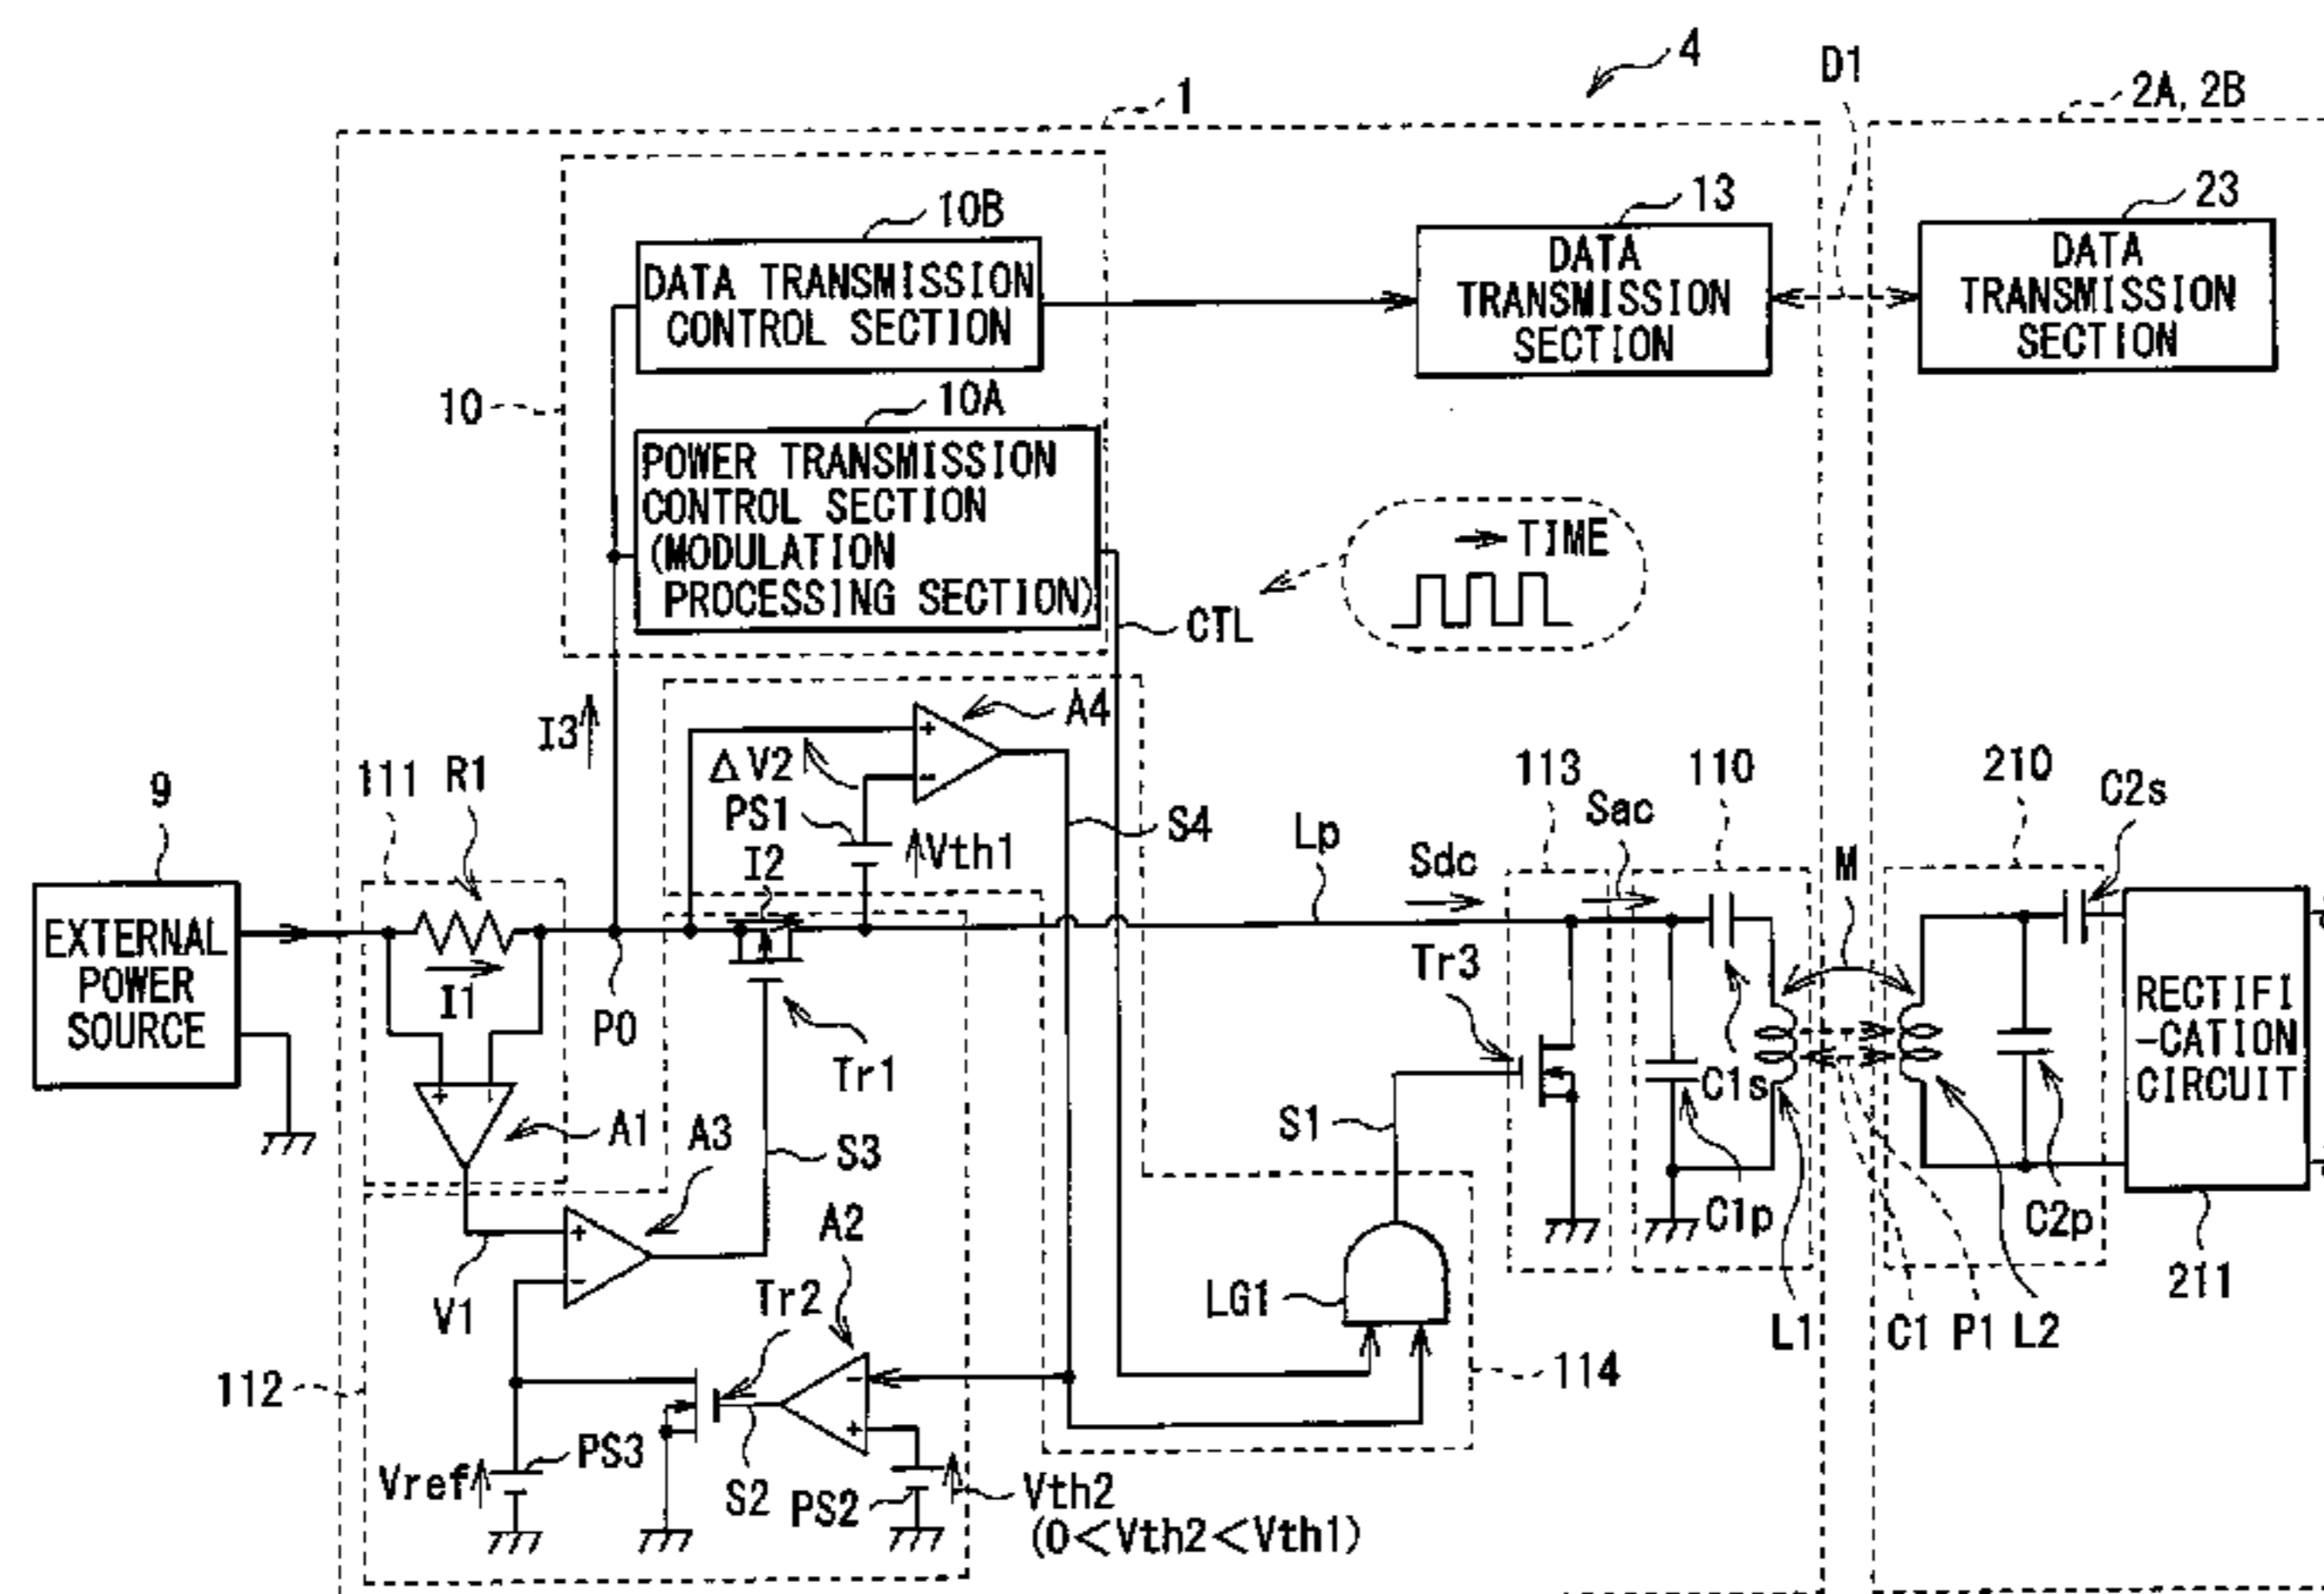 4
D1
1
2A, 2B
10B
13
23
DATA TRANSMISSION
CONTROL SECTION
DATA
TRANSMISSION
SECTION
DATA
TRANSMISSION
SECTION
10
10A
POWER TRANSMISSION
CONTROL SECTION
(MODULATION
PROCESSING SECTION)
TIME
CTL
I3
A4
+
-
ΔV2
PS1
Vth1
I2
S4
9
111
R1
Lp
Sdc
113
Sac
110
M
210
C2s
EXTERNAL
POWER
SOURCE
I1
P0
Tr1
Tr3
RECTIFI
-CATION
CIRCUIT
+
-
A1
A3
S3
S1
C1s
C1p
C2p
211
+
-
V1
A2
Tr2
LG1
L1
C1
P1
L2
112
-
+
114
Vref
PS3
S2
PS2
Vth2
(0<Vth2<Vth1)